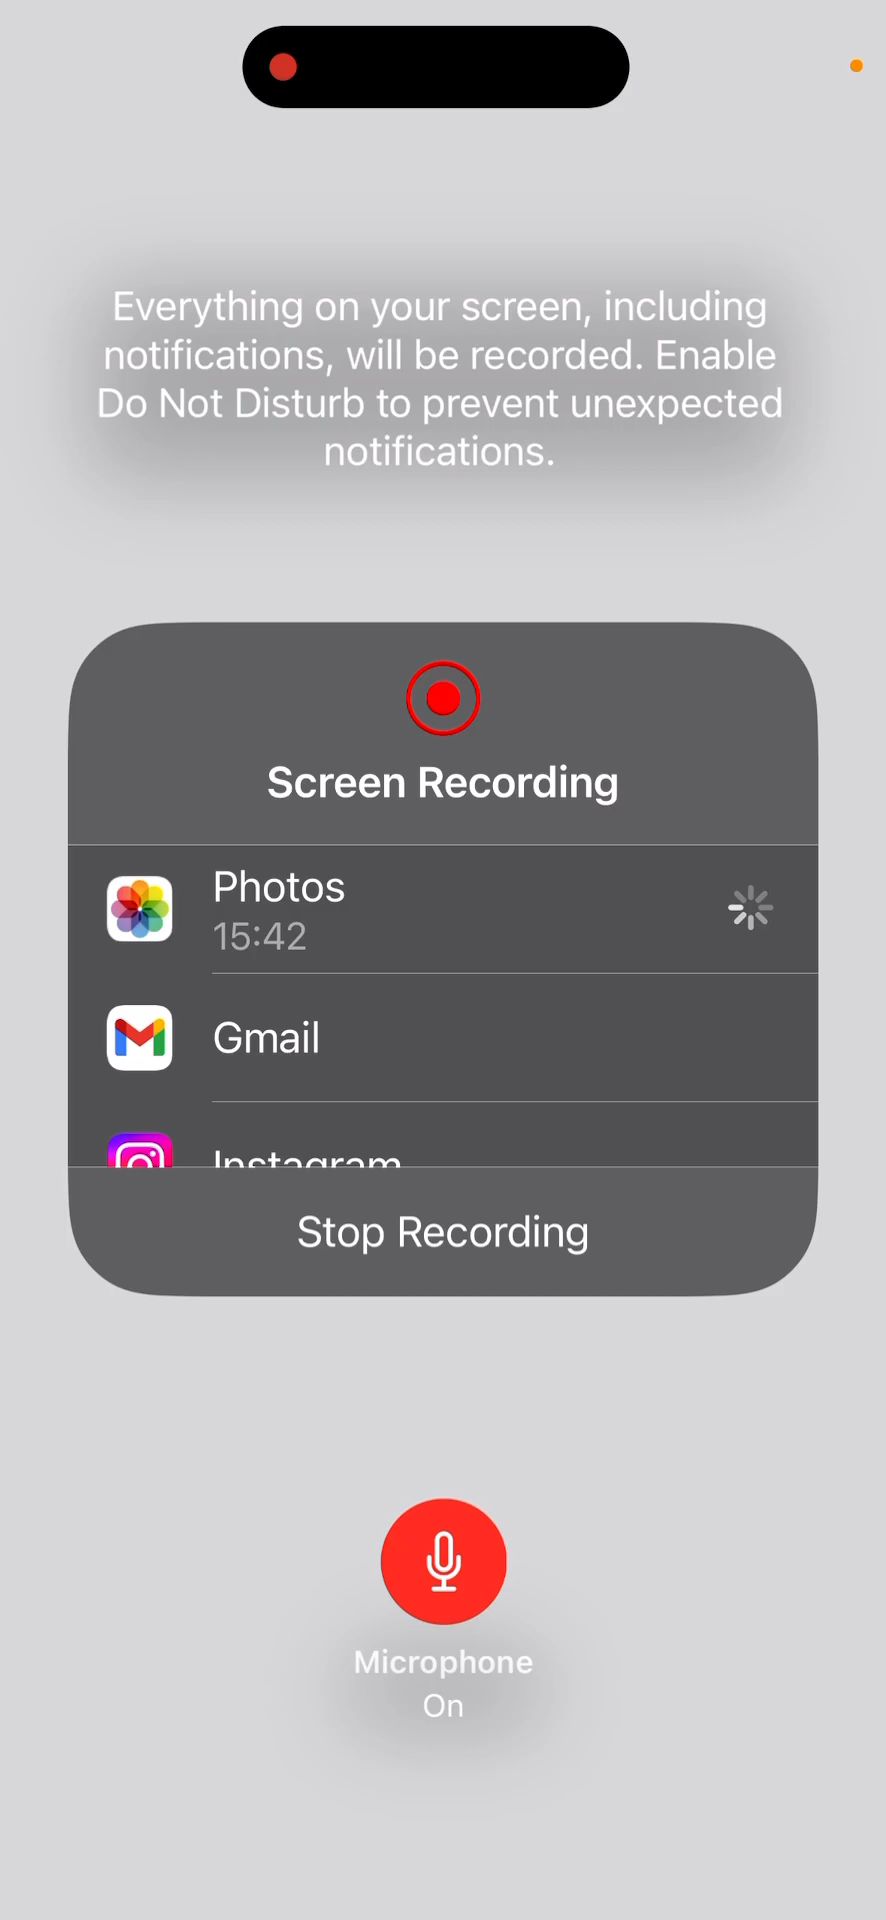 Everything on your screen, including
notifications, will be recorded. Enable
Do Not Disturb to prevent unexpected
notifications.
Screen Recording
Photos
15:42
Gmail
Instagram
Stop Recording
Microphone
On